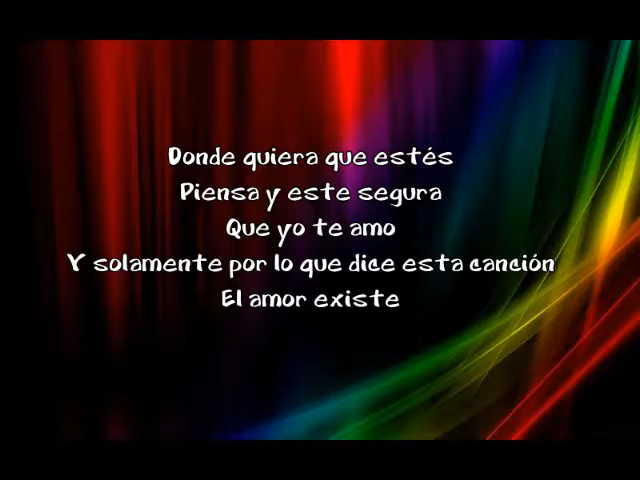 Donde quiera que estés
Piensa y este segura
Que yo te amo
Y solamente por lo que dice esta canción
El amor existe